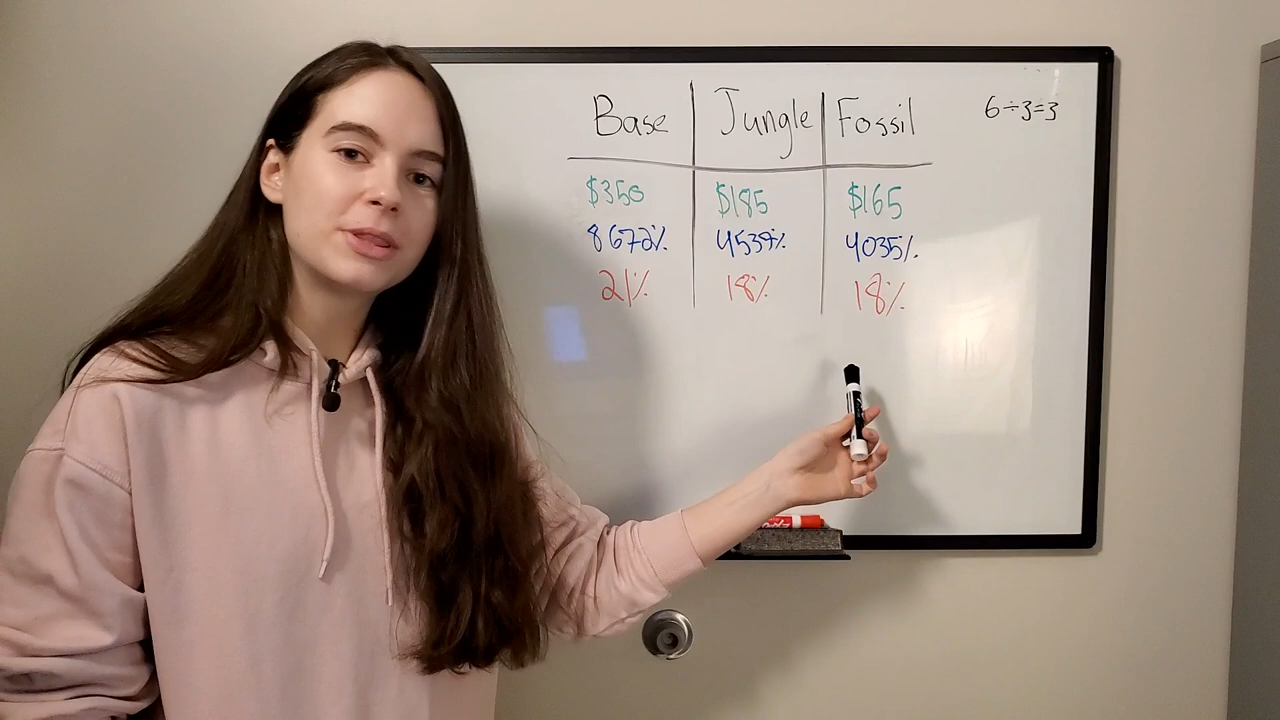 Base Jungle Fossil
6÷3=3
$350 $185 $165
8672% 4539% 4035%
21% 18% 18%